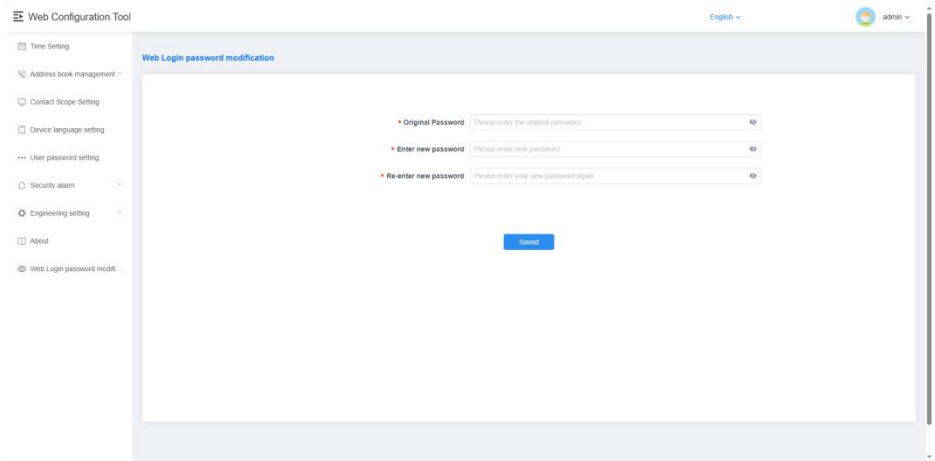 Web Configuration Tool
English
admin
Time Setting
Address book management
Contact Scope Setting
Device language setting
User password setting
Security alarm
Engineering setting
About
Web Login password modifi...
Web Login password modification
* Original Password Please enter the original password
* Enter new password Please enter new password
* Re-enter new password Please enter your new password again
Saved